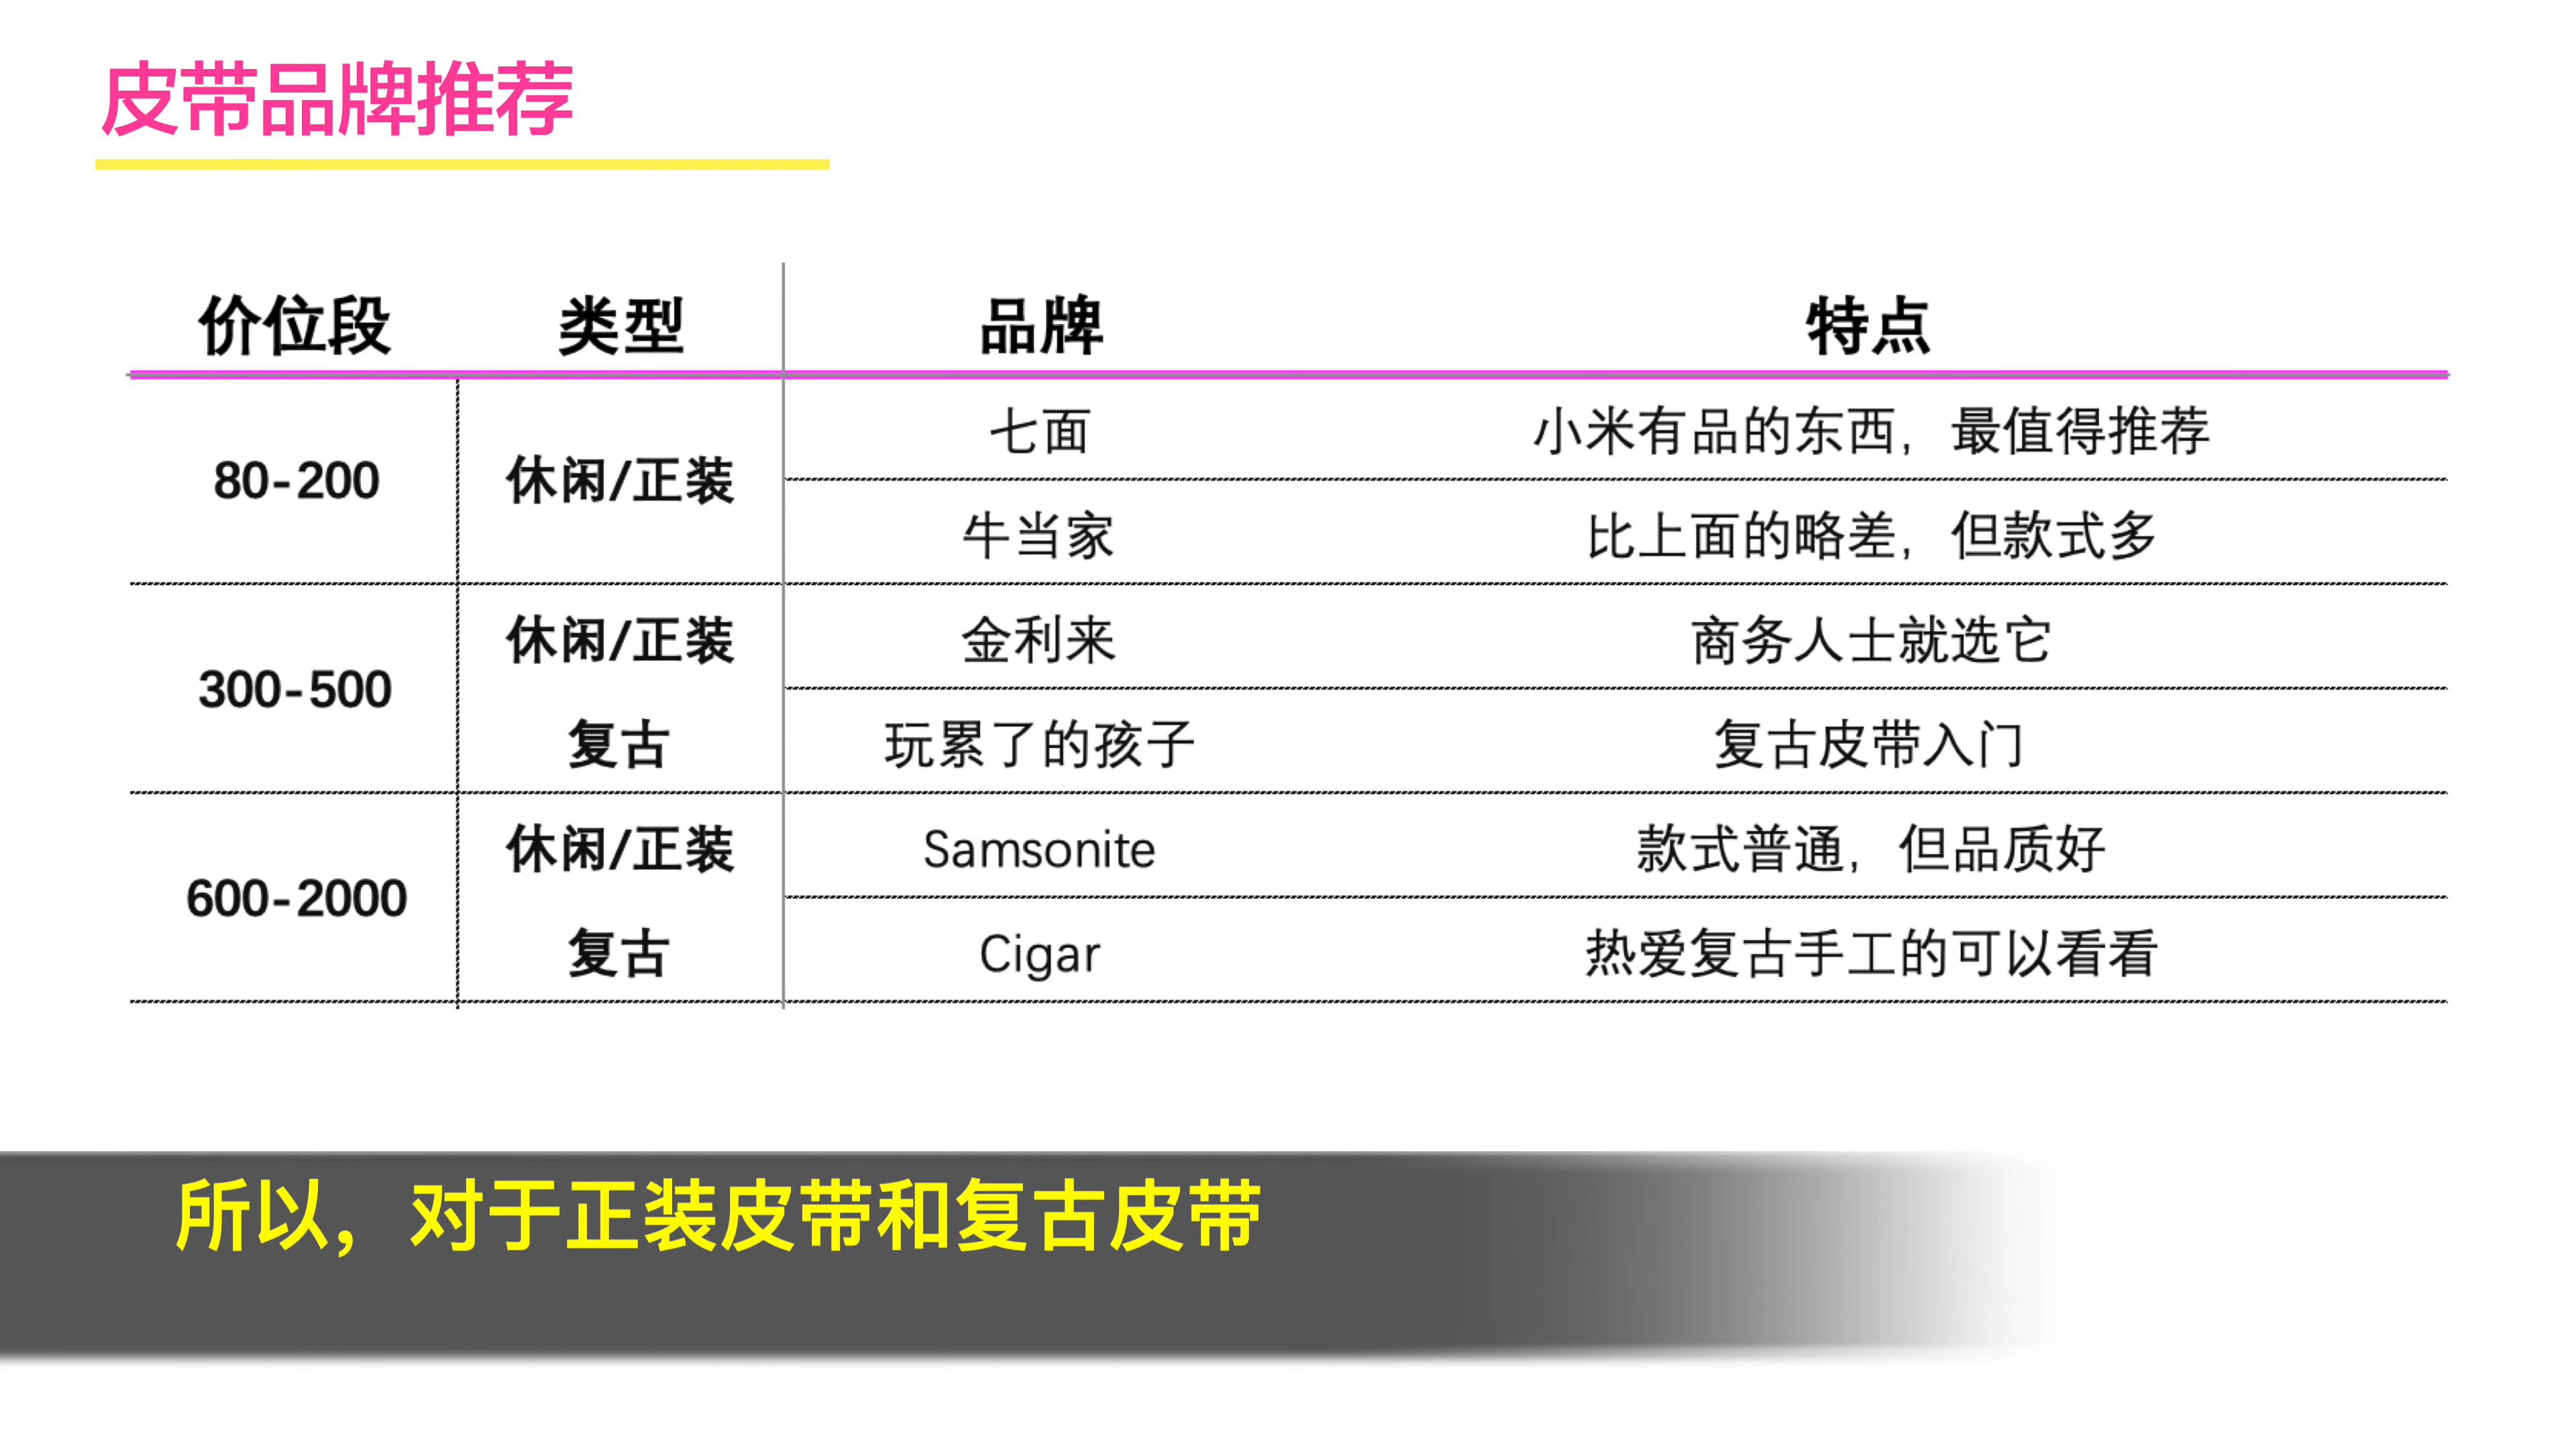 皮带品牌推荐
价位段 类型 品牌 特点
80-200 休闲/正装 七面 小米有品的东西，最值得推荐
牛当家 比上面的略差，但款式多
300-500 休闲/正装 金利来 商务人士就选它
复古 玩累了的孩子 复古皮带入门
600-2000 休闲/正装 Samsonite 款式普通，但品质好
复古 Cigar 热爱复古手工的可以看看
所以，对于正装皮带和复古皮带